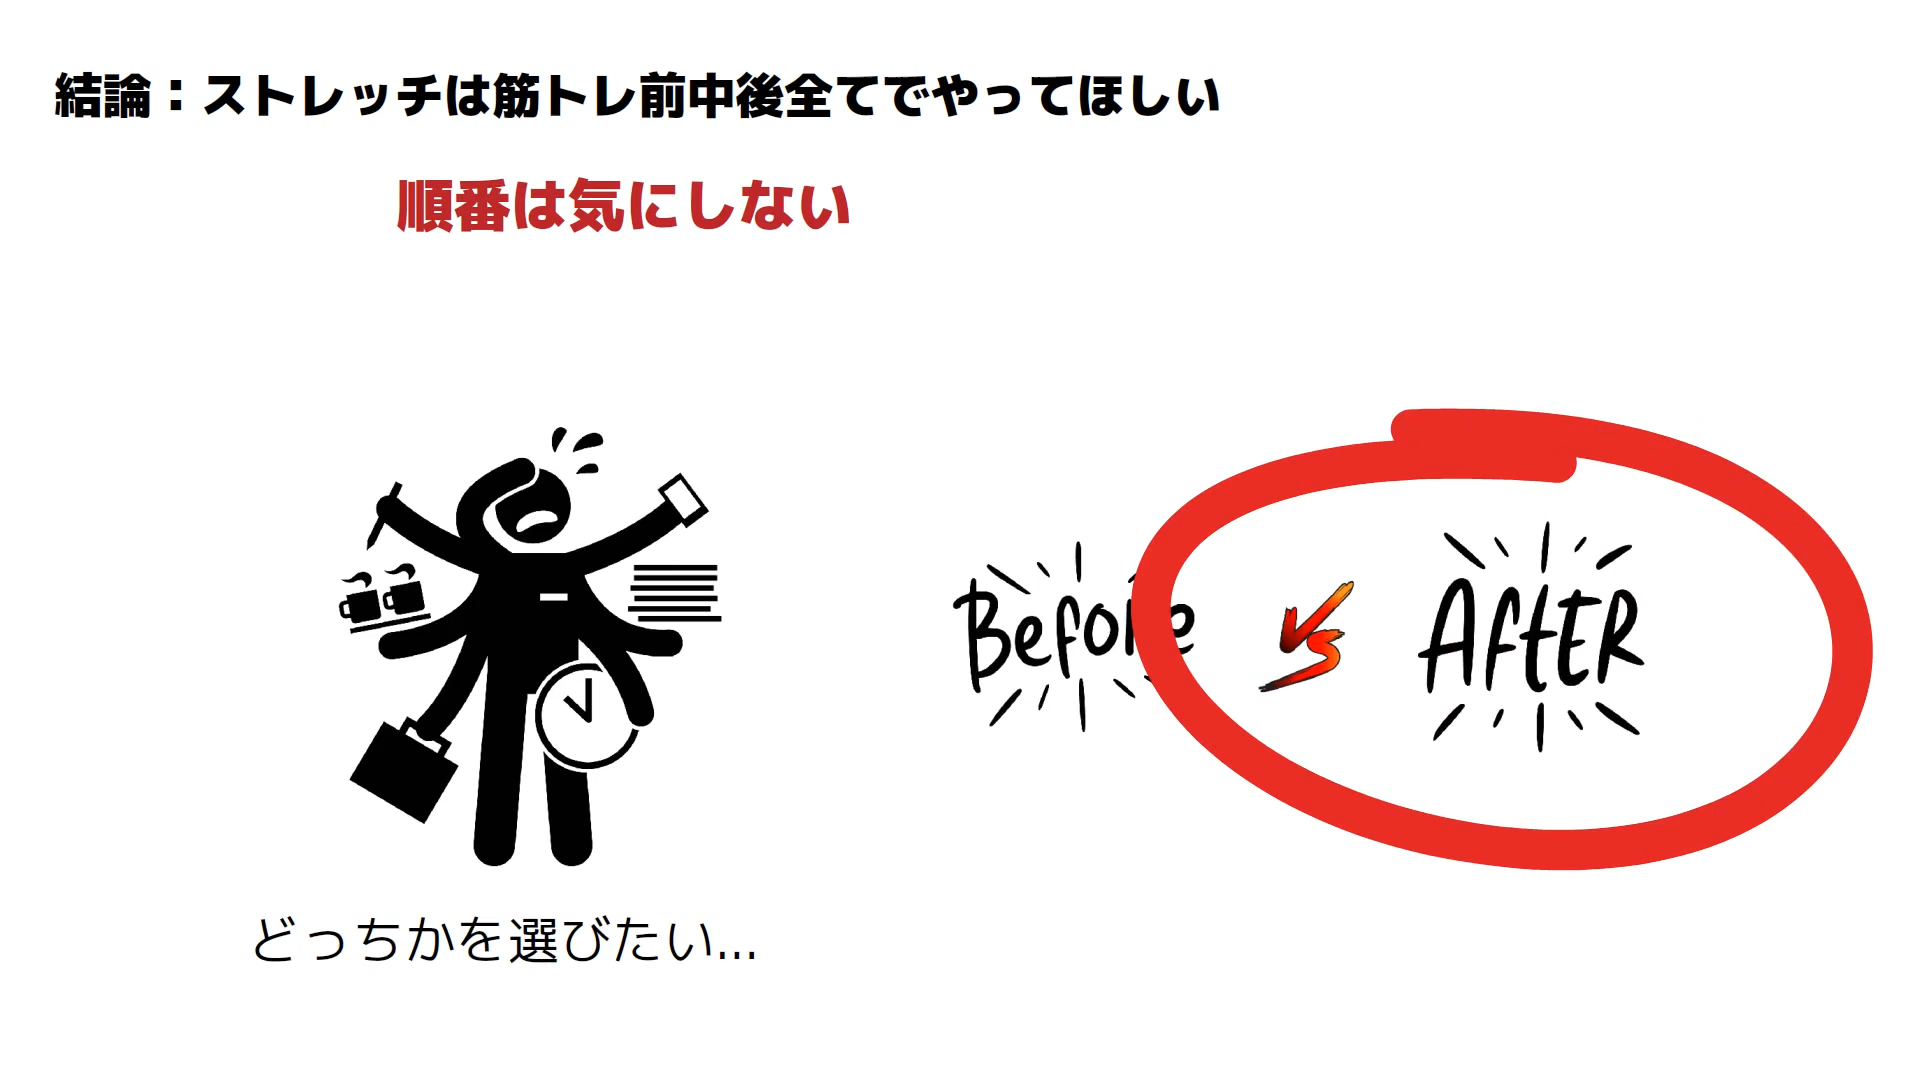 結論：ストレッチは筋トレ前中後全てでやってほしい
順番は気にしない
Before
VS
AfTER
どっちかを選びたい...